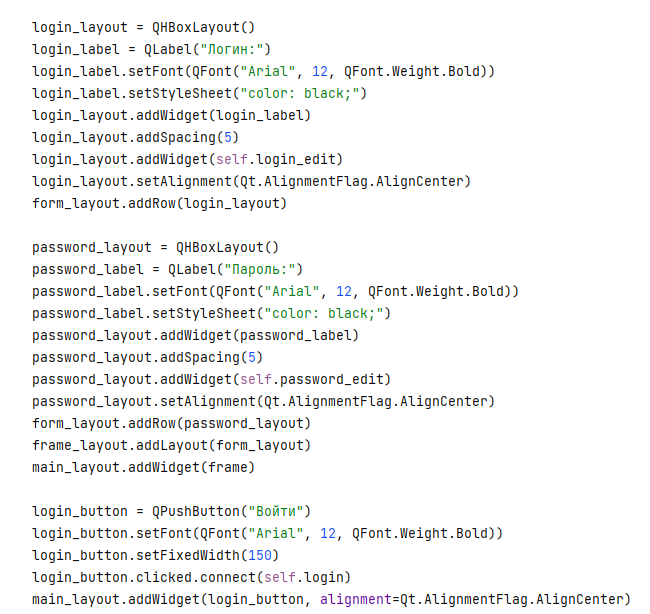 login_layout = QHBoxLayout()
login_label = QLabel("Логин:")
login_label.setFont(QFont("Arial", 12, QFont.Weight.Bold))
login_label.setStyleSheet("color: black;")
login_layout.addWidget(login_label)
login_layout.addSpacing(5)
login_layout.addWidget(self.login_edit)
login_layout.setAlignment(Qt.AlignmentFlag.AlignCenter)
form_layout.addRow(login_layout)

password_layout = QHBoxLayout()
password_label = QLabel("Пароль:")
password_label.setFont(QFont("Arial", 12, QFont.Weight.Bold))
password_label.setStyleSheet("color: black;")
password_layout.addWidget(password_label)
password_layout.addSpacing(5)
password_layout.addWidget(self.password_edit)
password_layout.setAlignment(Qt.AlignmentFlag.AlignCenter)
form_layout.addRow(password_layout)
frame_layout.addLayout(form_layout)
main_layout.addWidget(frame)

login_button = QPushButton("Войти")
login_button.setFont(QFont("Arial", 12, QFont.Weight.Bold))
login_button.setFixedWidth(150)
login_button.clicked.connect(self.login)
main_layout.addWidget(login_button, alignment=Qt.AlignmentFlag.AlignCenter)